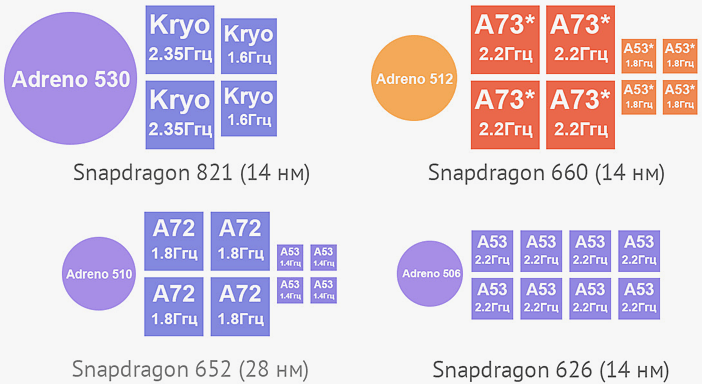 Adreno 530
Kryo
2.35Ггц
Kryo
1.6Ггц
Kryo
2.35Ггц
Kryo
1.6Ггц
Snapdragon 821 (14 нм)
Adreno 512
A73*
2.2Ггц
A73*
2.2Ггц
A53*
1.8Ггц
A53*
1.8Ггц
A73*
2.2Ггц
A73*
2.2Ггц
A53*
1.8Ггц
A53*
1.8Ггц
Snapdragon 660 (14 нм)
Adreno 510
A72
1.8Ггц
A72
1.8Ггц
A53
1.4Ггц
A53
1.4Ггц
A72
1.8Ггц
A72
1.8Ггц
A53
1.4Ггц
A53
1.4Ггц
Snapdragon 652 (28 нм)
Adreno 506
A53
2.2Ггц
A53
2.2Ггц
A53
2.2Ггц
A53
2.2Ггц
A53
2.2Ггц
A53
2.2Ггц
A53
2.2Ггц
A53
2.2Ггц
Snapdragon 626 (14 нм)